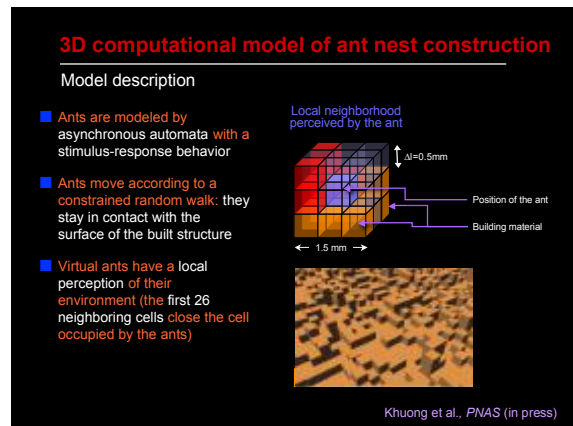 3D computational model of ant nest construction
Model description
Ants are modeled by
asynchronous automata with a
stimulus-response behavior
Ants move according to a
constrained random walk: they
stay in contact with the
surface of the built structure
Virtual ants have a local
perception of their
environment (the first 26
neighboring cells close the cell
occupied by the ants)
Local neighborhood
perceived by the ant
Δl=0.5mm
Position of the ant
Building material
1.5 mm
Khuong et al., PNAS (in press)